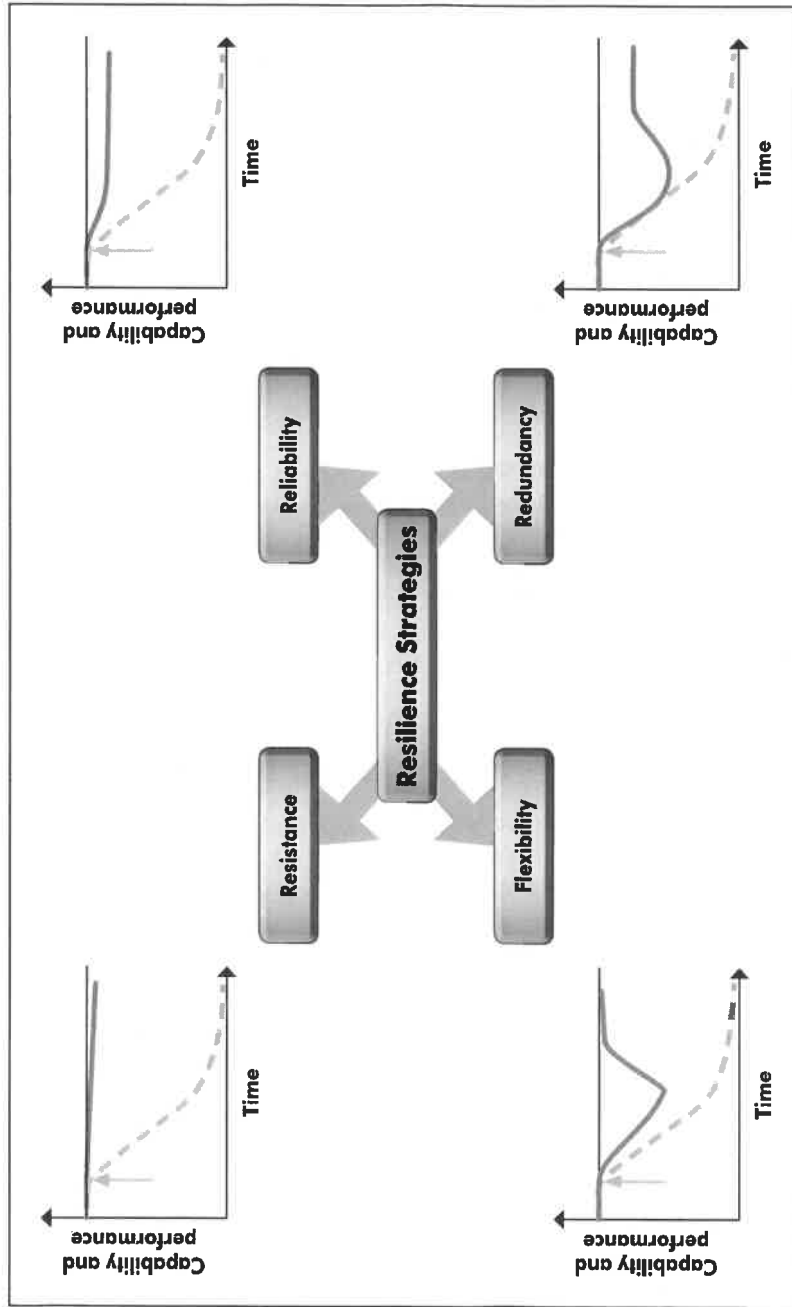 Capability and
performance
Time
Capability and
performance
Time
Resistance
Reliability
Resilience Strategies
Flexibility
Redundancy
Capability and
performance
Time
Capability and
performance
Time